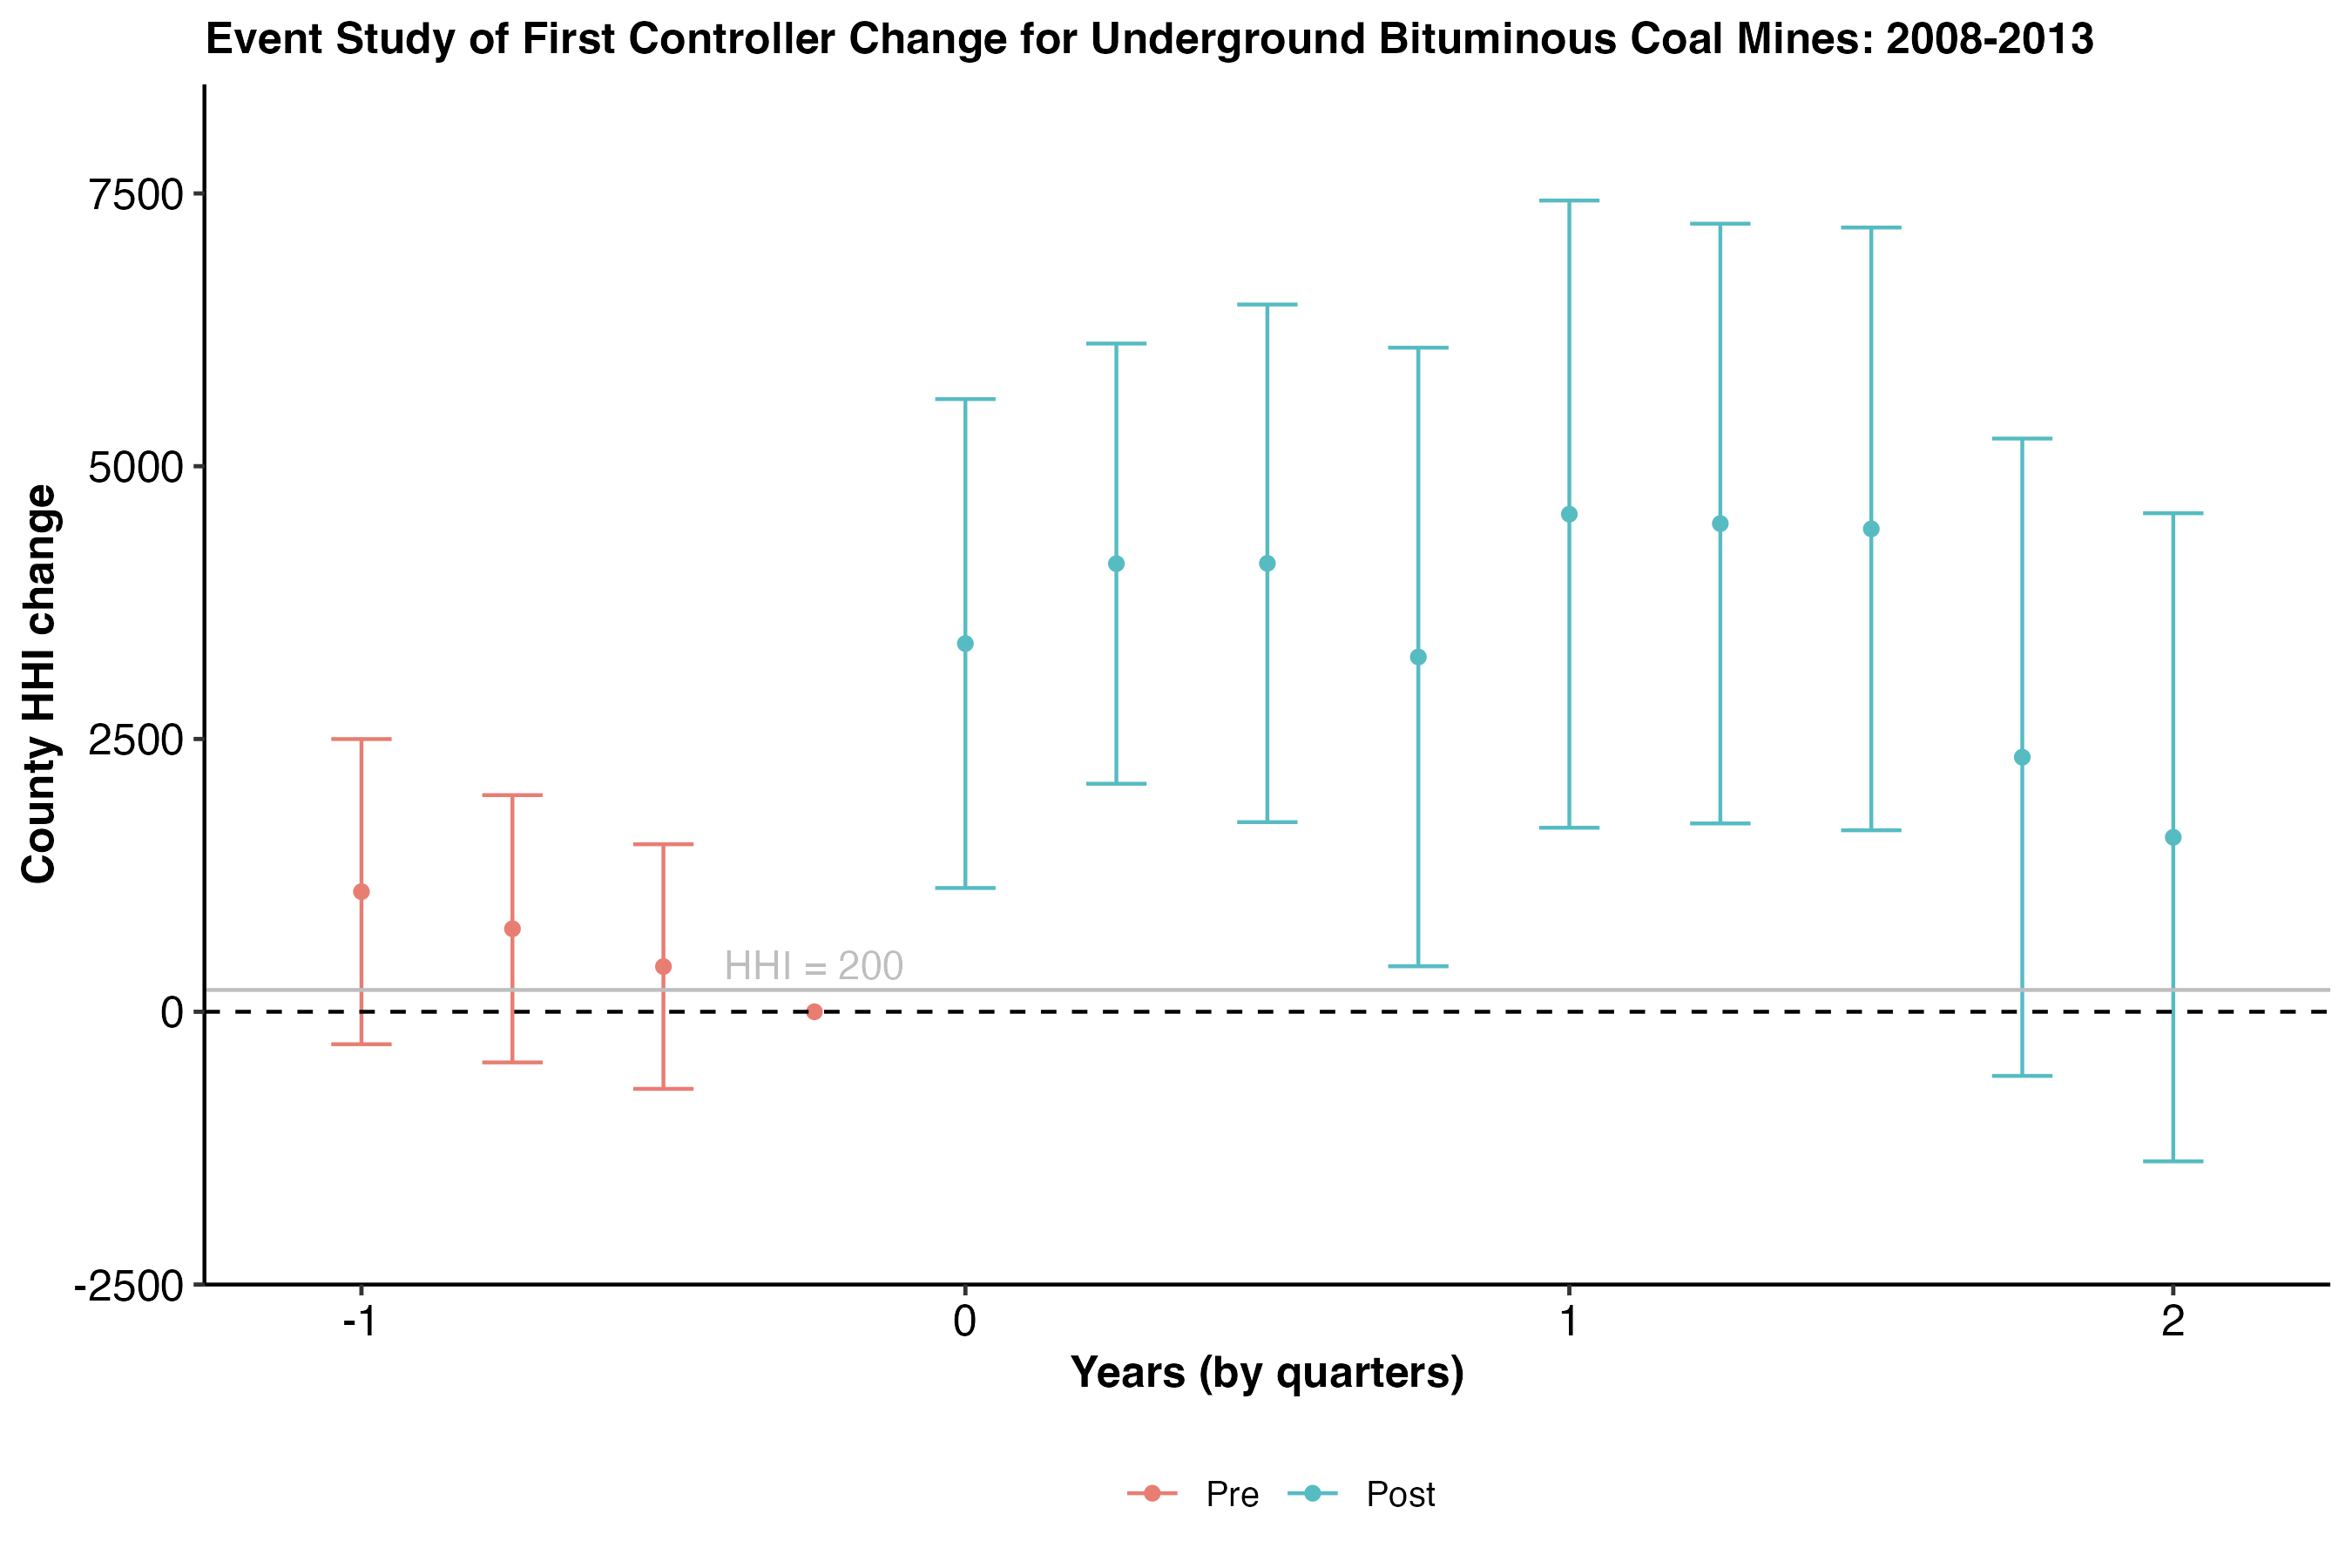 Event Study of First Controller Change for Underground Bituminous Coal Mines: 2008-2013
County HHI change
7500
5000
2500
0
-2500
HHI = 200
-1
0
1
2
Years (by quarters)
Pre
Post